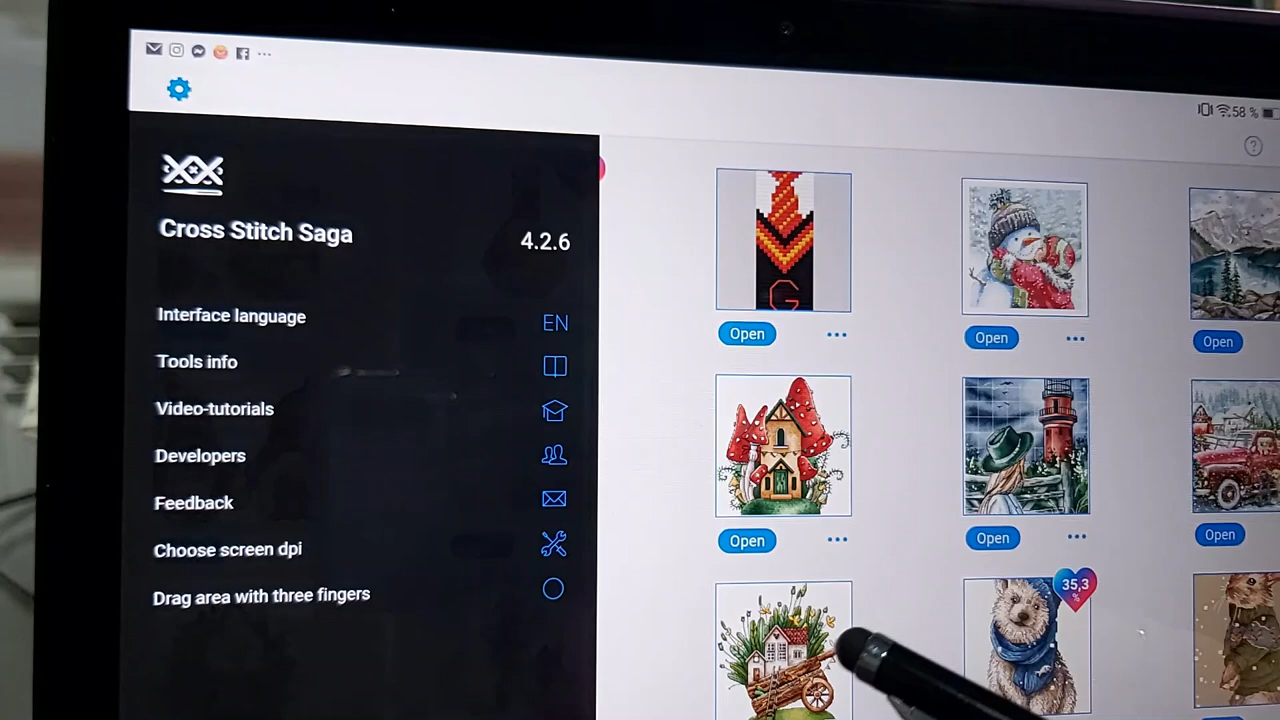 58 %
Cross Stitch Saga
4.2.6
Interface language
EN
Tools info
Video-tutorials
Developers
Feedback
Choose screen dpi
Drag area with three fingers
G
Open
Open
Open
Open
Open
Open
35,3
%